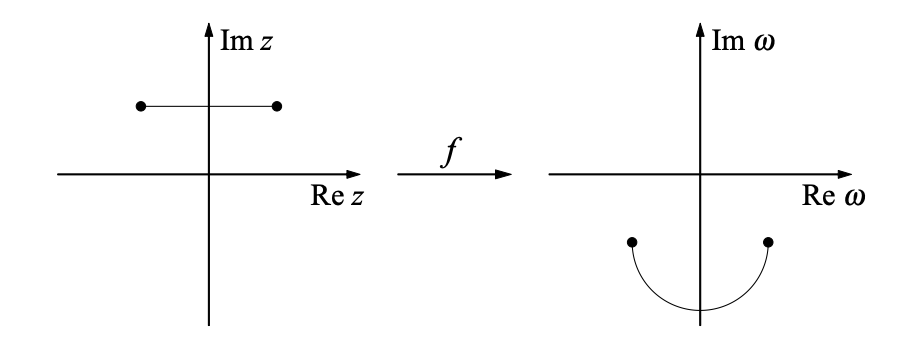 Im z
Im ω
f
Re z
Re ω